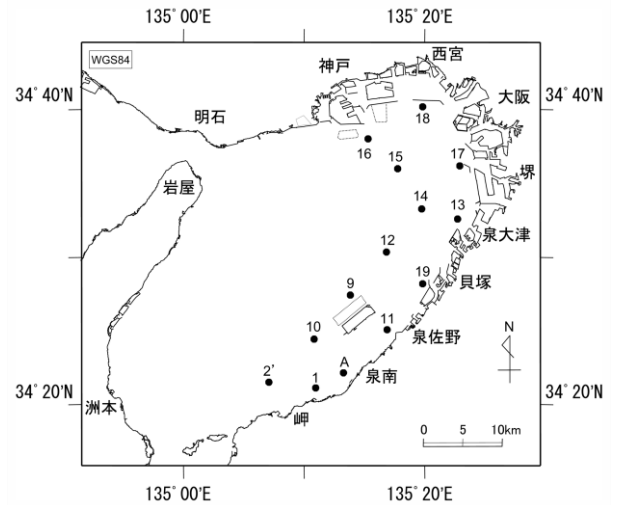 135°00'E 135°20'E
WGS84
神戸
西宮
34°40'N 34°40'N
大阪
明石
18
16
15
17
堺
岩屋
14
13
泉大津
12
19
貝塚
9
11
10
泉佐野
N
A
2'
1
泉南
34°20'N 34°20'N
洲本
岬
0 5 10km
135°00'E 135°20'E